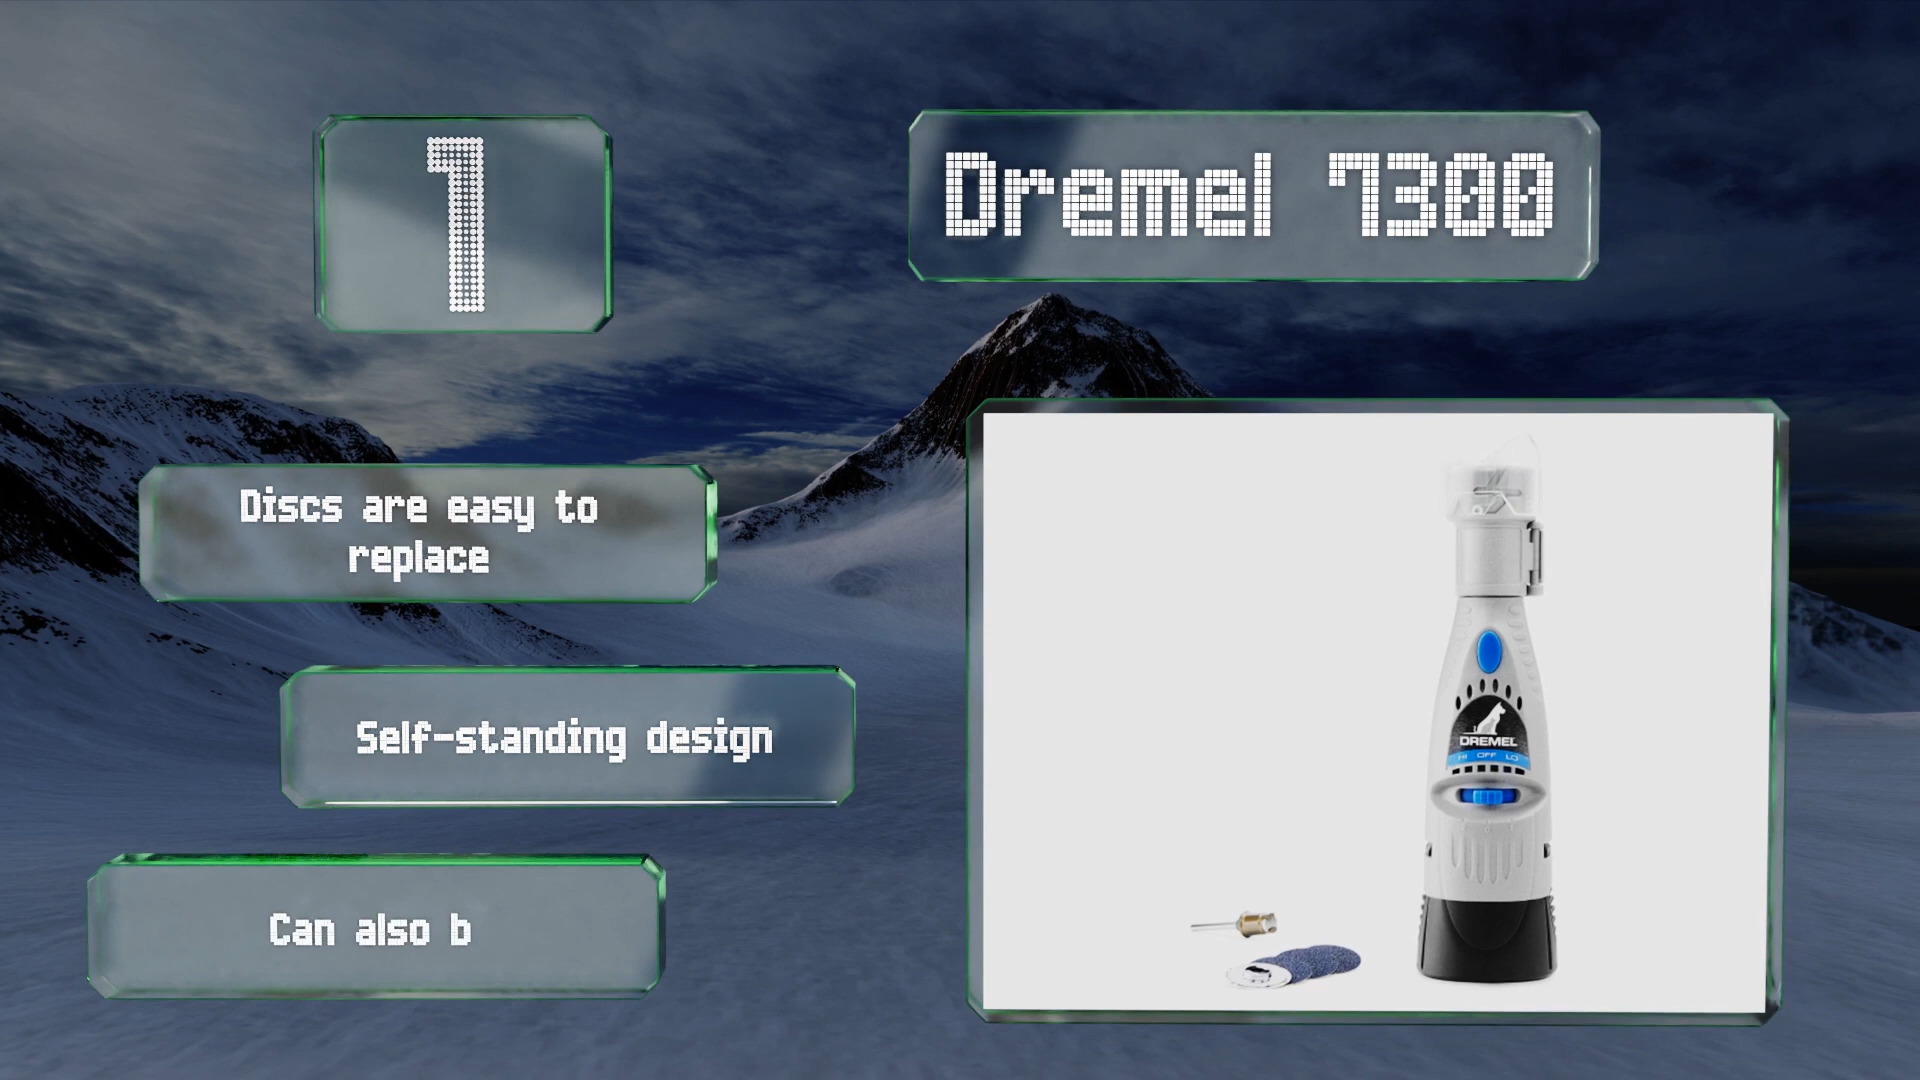 1
Dremel 7300
Discs are easy to
replace
Self-standing design
Can also b
DREMEL
HI OFF LO